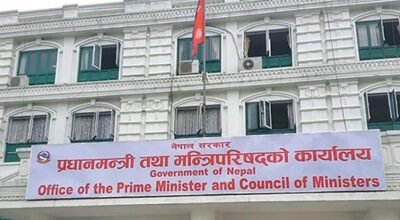 नेपाल सरकार
प्रधानमन्त्री तथा मन्त्रिपरिषद्को कार्यालय
Government of Nepal
Office of the Prime Minister and Council of Ministers